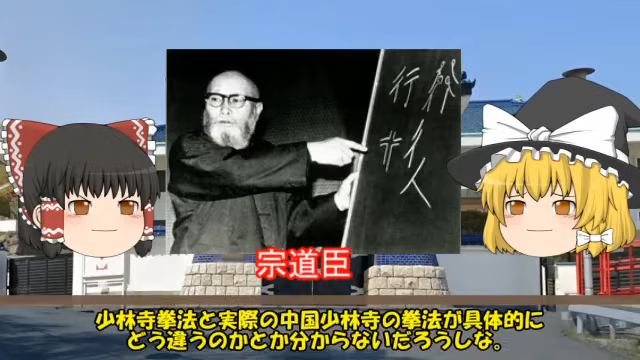 行
人
宗道臣
少林寺拳法と実際の中国少林寺の拳法が具体的に
どう違うのかとか分からないだろうしな。